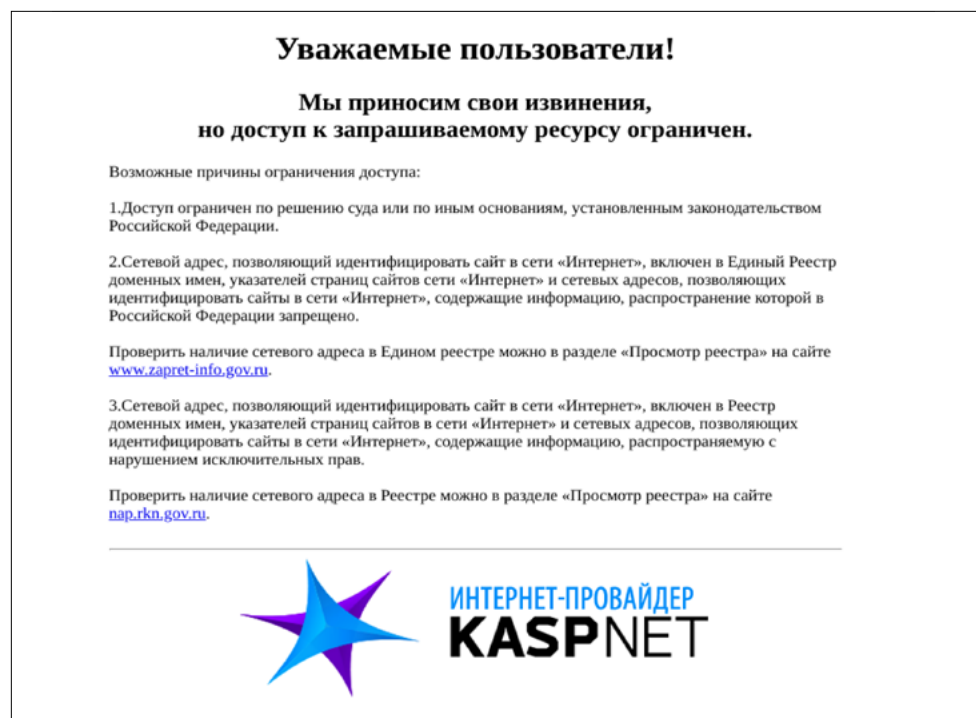 Уважаемые пользователи!
Мы приносим свои извинения,
но доступ к запрашиваемому ресурсу ограничен.
Возможные причины ограничения доступа:
1.Доступ ограничен по решению суда или по иным основаниям, установленным законодательством
Российской Федерации.
2.Сетевой адрес, позволяющий идентифицировать сайт в сети «Интернет», включен в Единый Реестр
доменных имен, указателей страниц сайтов сети «Интернет» и сетевых адресов, позволяющих
идентифицировать сайты в сети «Интернет», содержащие информацию, распространение которой в
Российской Федерации запрещено.
Проверить наличие сетевого адреса в Едином реестре можно в разделе «Просмотр реестра» на сайте
www.zapret-info.gov.ru.
3.Сетевой адрес, позволяющий идентифицировать сайт в сети «Интернет», включен в Реестр
доменных имен, указателей страниц сайтов в сети «Интернет» и сетевых адресов, позволяющих
идентифицировать сайты в сети «Интернет», содержащие информацию, распространяемую с
нарушением исключительных прав.
Проверить наличие сетевого адреса в Реестре можно в разделе «Просмотр реестра» на сайте
nap.rkn.gov.ru.
ИНТЕРНЕТ-ПРОВАЙДЕР
KASPNET